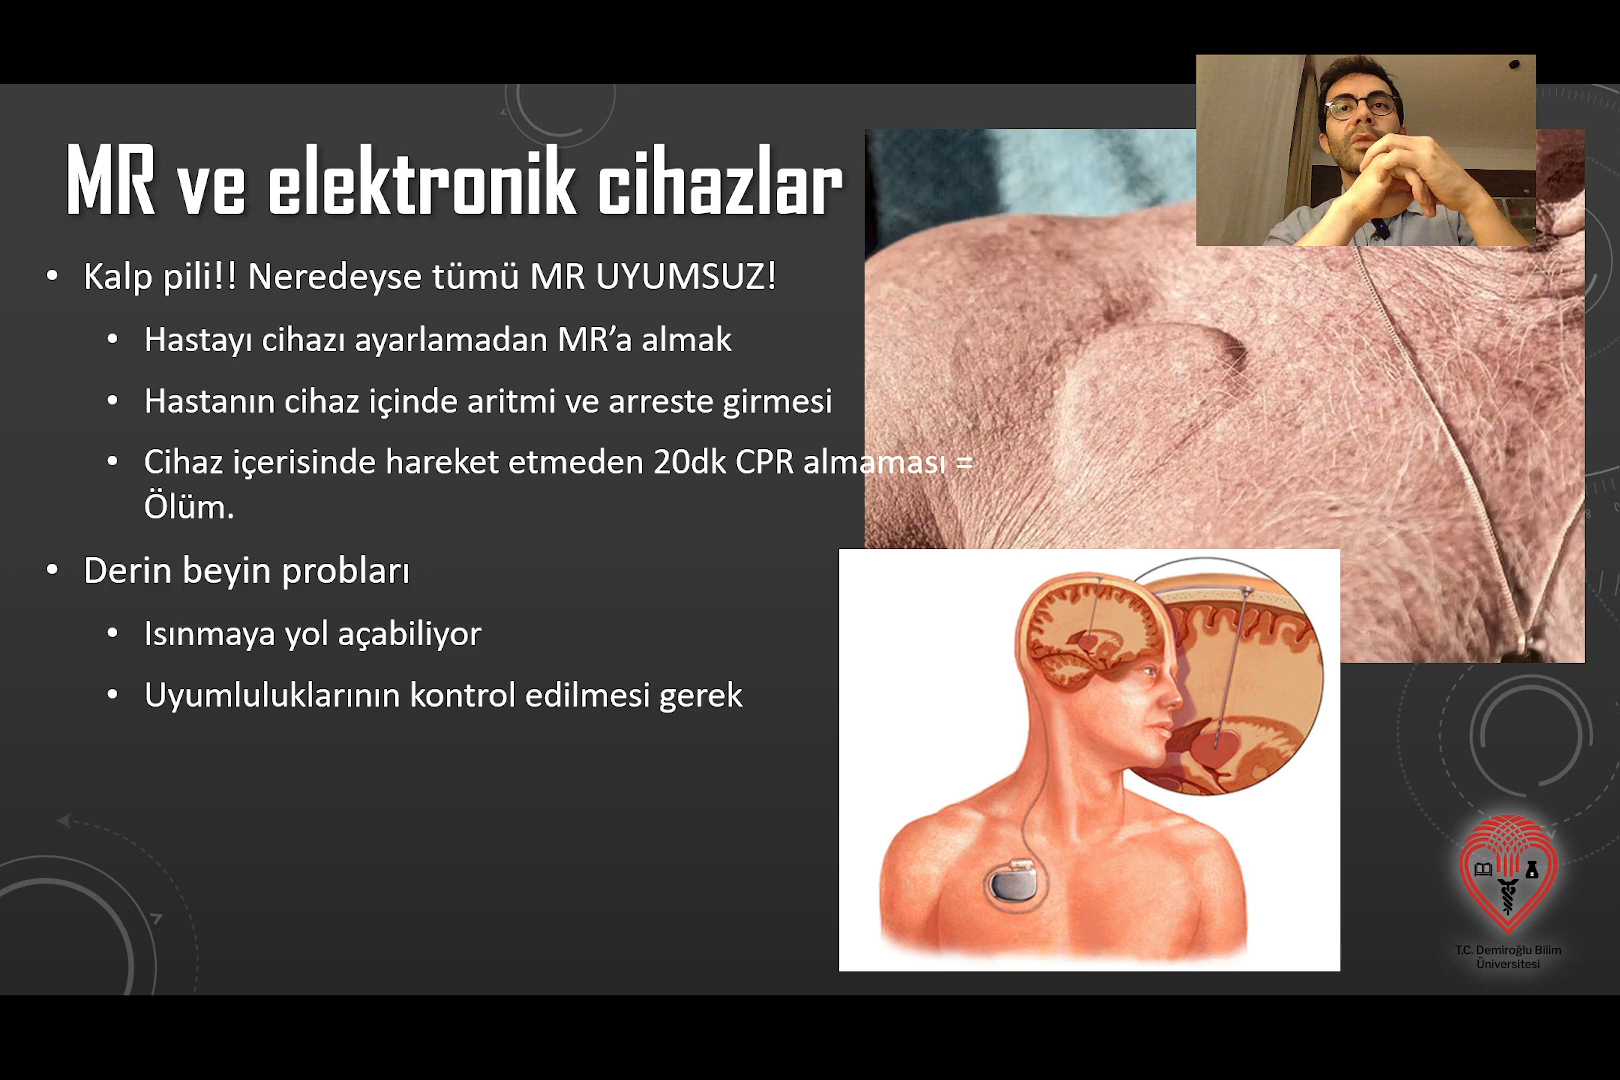 MR ve elektronik cihazlar
• Kalp pili!! Neredeyse tümü MR UYUMSUZ!
• Hastayı cihazı ayarlamadan MR’a almak
• Hastanın cihaz içinde aritmi ve arreste girmesi
• Cihaz içerisinde hareket etmeden 20dk CPR almaması =
Ölüm.
• Derin beyin probları
• Isınmaya yol açabiliyor
• Uyumluluklarının kontrol edilmesi gerek
T.C. Demiroğlu Bilim
Üniversitesi